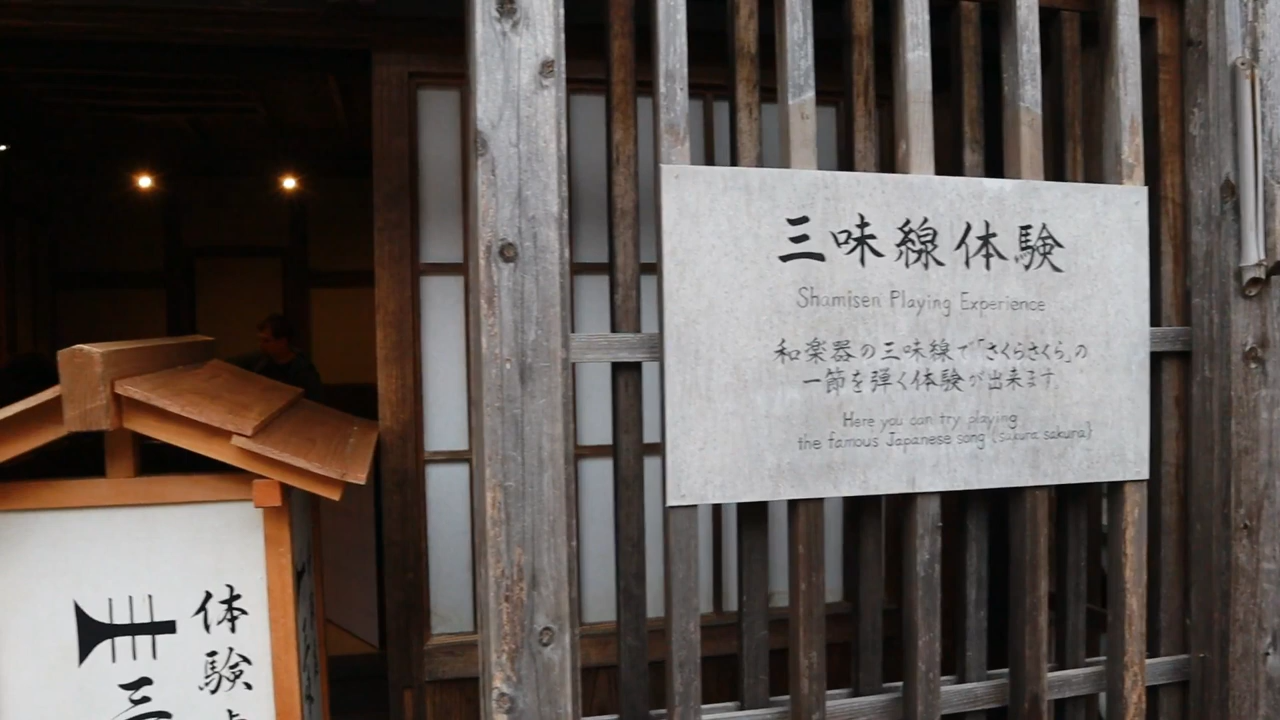 三味線体験
Shamisen Playing Experience
和楽器の三味線で「さくらさくら」の
一節を弾く体験が出来ます。
Here you can try playing
the famous Japanese song (sakura sakura)
体験
三